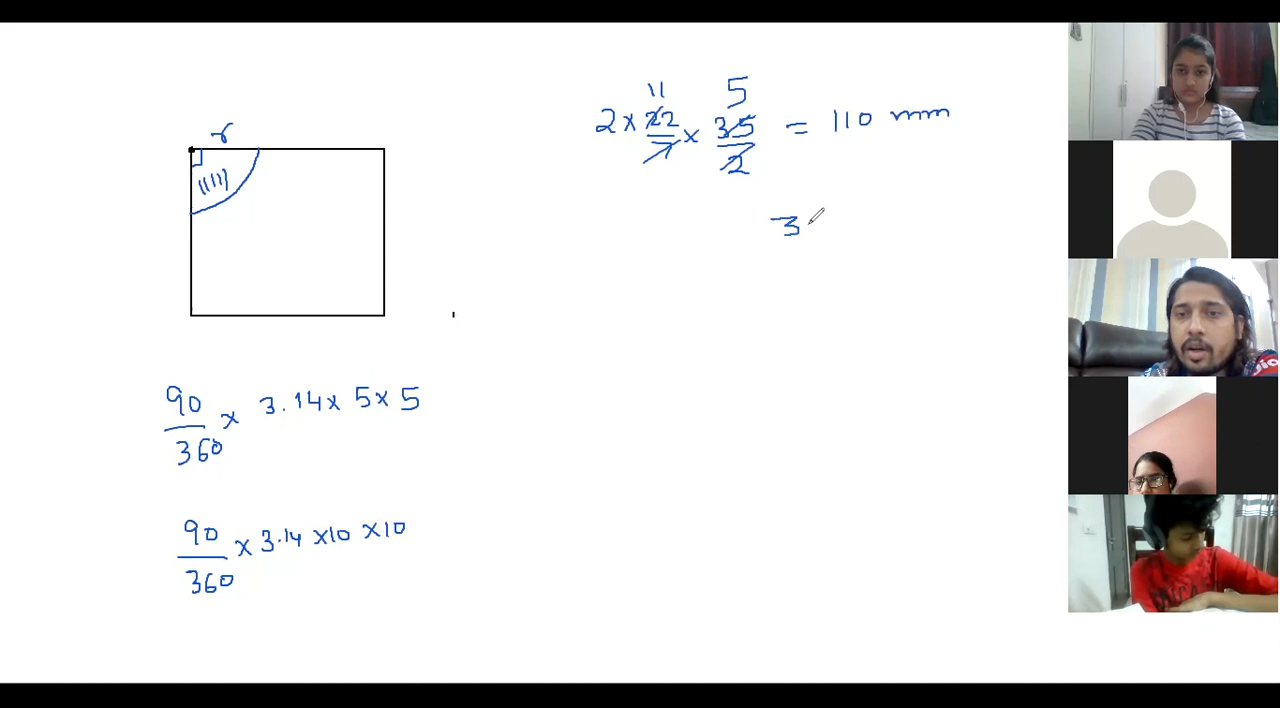 r
11 5
2 × 22/7 × 35/2 = 110 mm
3
90/360 × 3.14 × 5 × 5
90/360 × 3.14 × 10 × 10
Jio